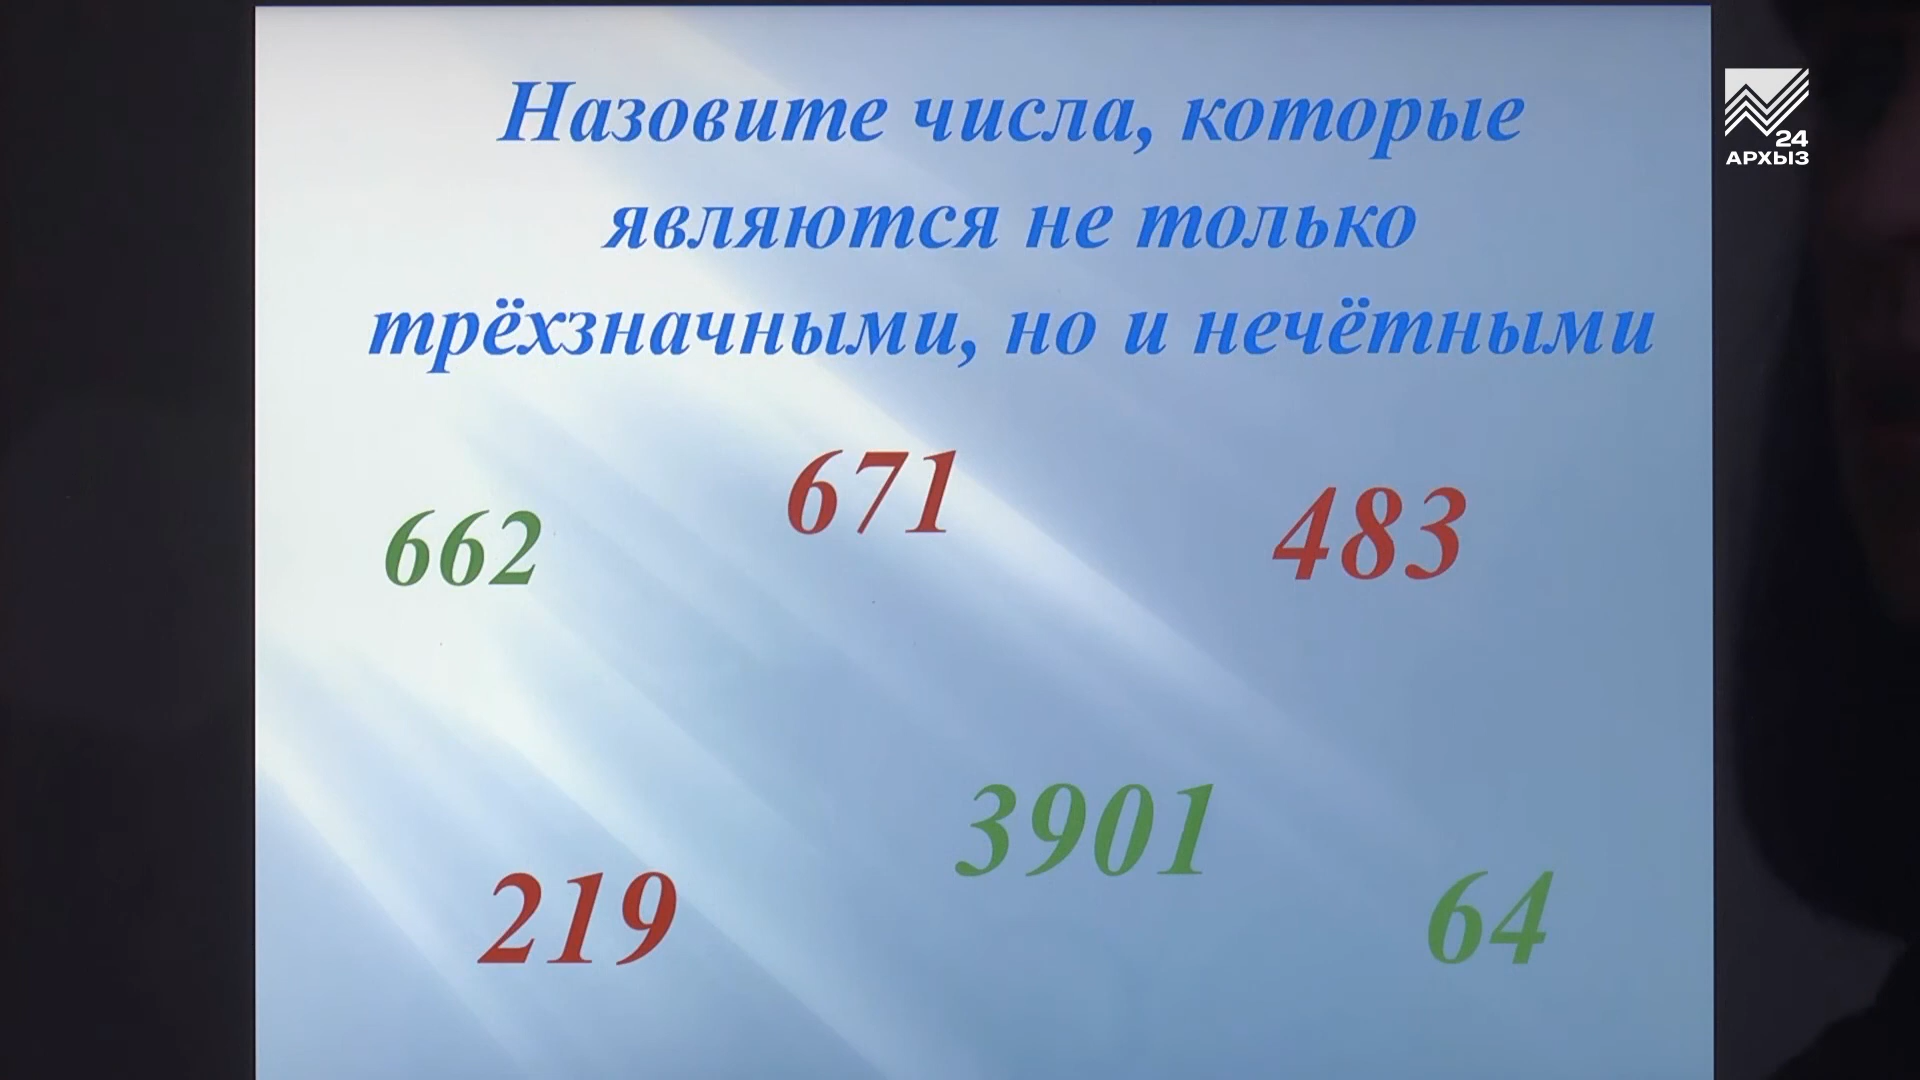 Назовите числа, которые
являются не только
трёхзначными, но и нечётными
671
483
662
3901
219
64
24
АРХЫЗ